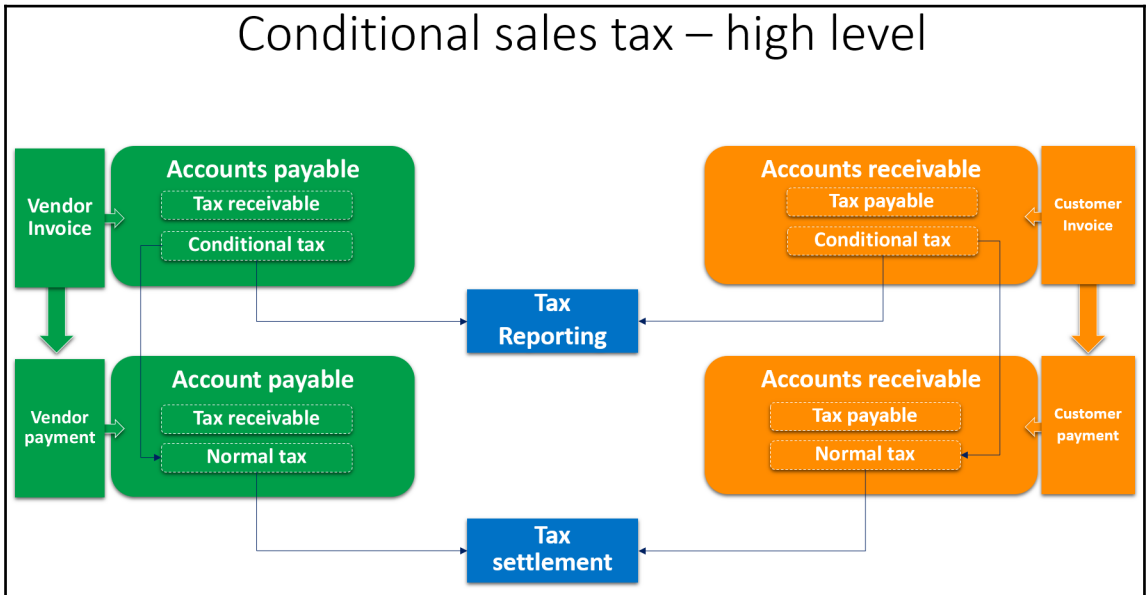 Conditional sales tax – high level
Vendor
Invoice
Accounts payable
Tax receivable
Conditional tax
Accounts receivable
Tax payable
Conditional tax
Customer
Invoice
Tax
Reporting
Vendor
payment
Account payable
Tax receivable
Normal tax
Accounts receivable
Tax payable
Normal tax
Customer
payment
Tax
settlement